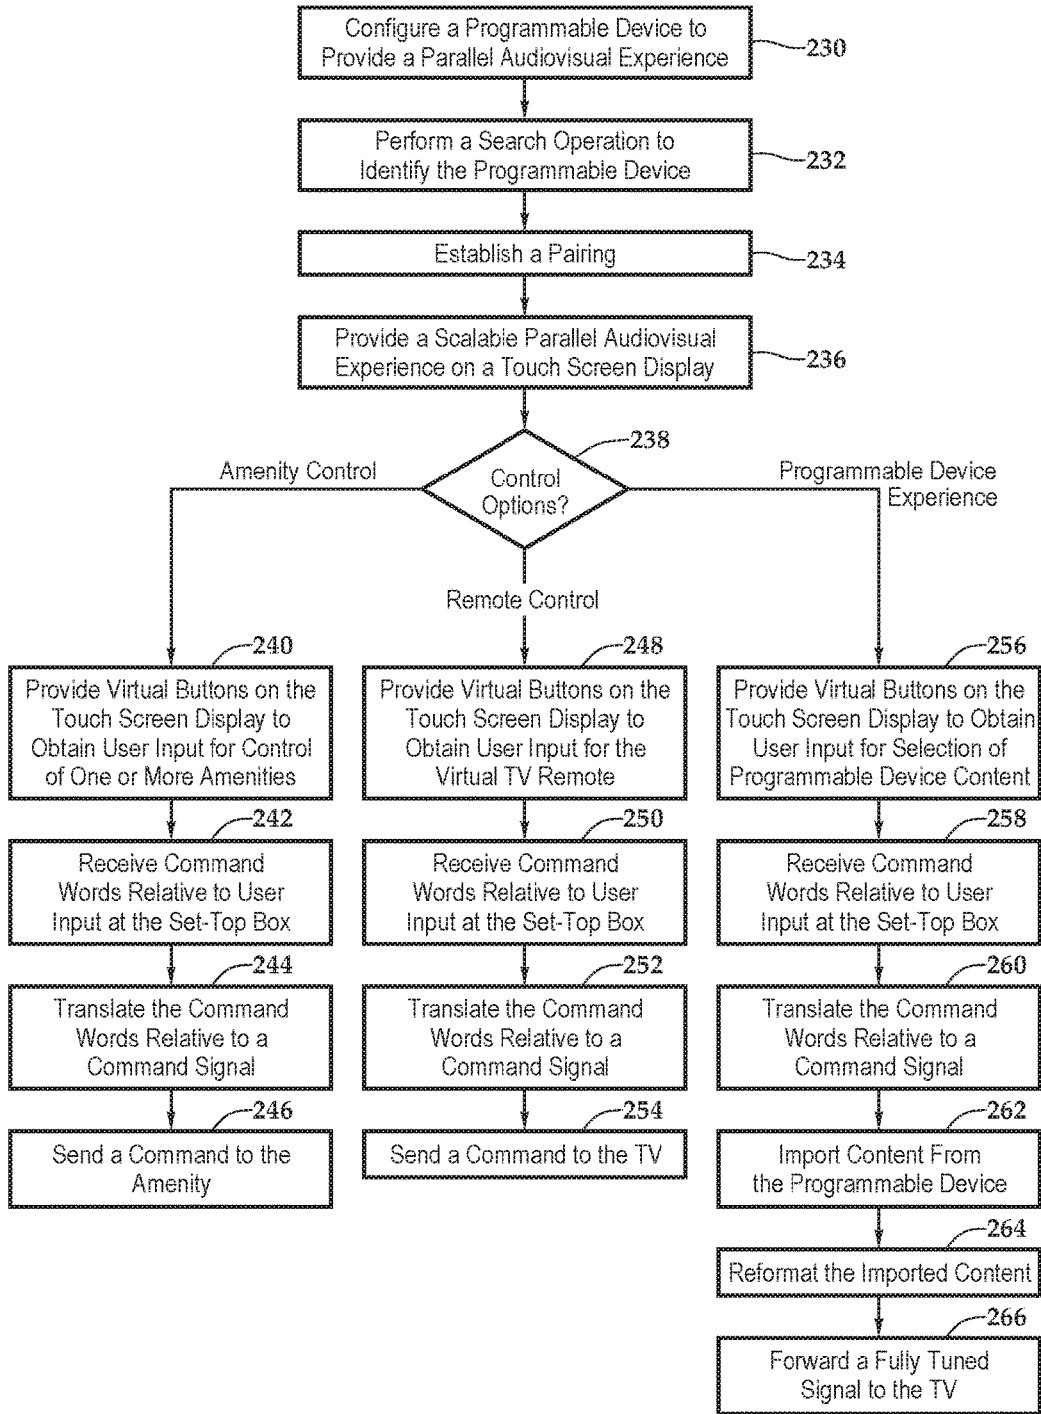 Configure a Programmable Device to
Provide a Parallel Audiovisual Experience
230
Perform a Search Operation to
Identify the Programmable Device
232
Establish a Pairing
234
Provide a Scalable Parallel Audiovisual
Experience on a Touch Screen Display
236
238
Control
Options?
Amenity Control
Remote Control
Programmable Device
Experience
240
Provide Virtual Buttons on the
Touch Screen Display to
Obtain User Input for Control
of One or More Amenities
242
Receive Command
Words Relative to User
Input at the Set-Top Box
244
Translate the Command
Words Relative to a
Command Signal
246
Send a Command to the
Amenity
248
Provide Virtual Buttons on the
Touch Screen Display to
Obtain User Input for the
Virtual TV Remote
250
Receive Command
Words Relative to User
Input at the Set-Top Box
252
Translate the Command
Words Relative to a
Command Signal
254
Send a Command to the TV
256
Provide Virtual Buttons on the
Touch Screen Display to Obtain
User Input for Selection of
Programmable Device Content
258
Receive Command
Words Relative to User
Input at the Set-Top Box
260
Translate the Command
Words Relative to a
Command Signal
262
Import Content From
the Programmable Device
264
Reformat the Imported Content
266
Forward a Fully Tuned
Signal to the TV